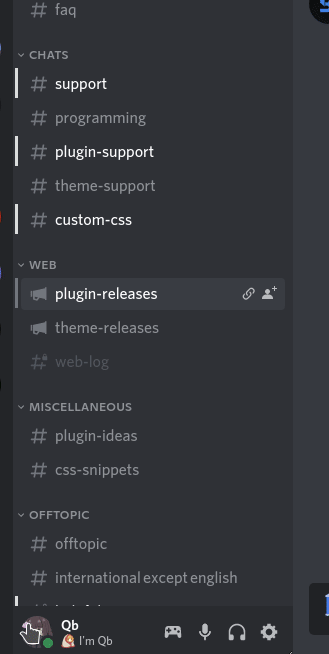 faq
CHATS
support
programming
plugin-support
theme-support
custom-css
WEB
plugin-releases
theme-releases
web-log
MISCELLANEOUS
plugin-ideas
css-snippets
OFFTOPIC
offtopic
international except english
Qb
I'm Qb